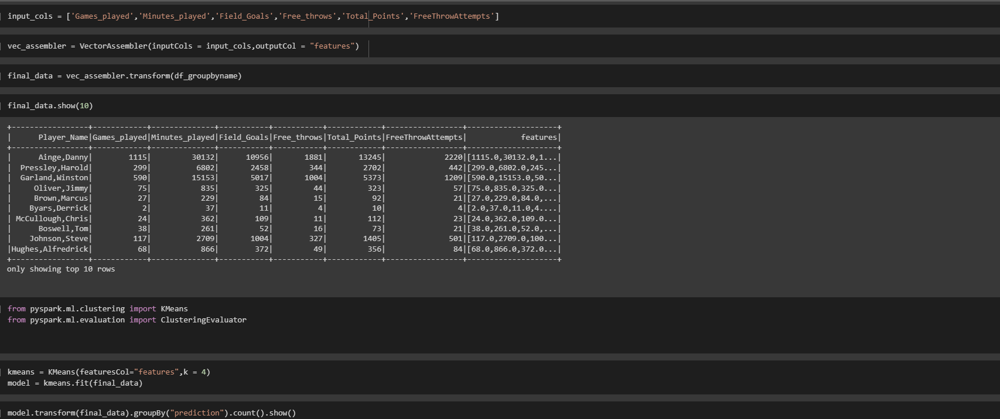 input_cols = ['Games_played','Minutes_played','Field_Goals','Free_throws','Total_Points','FreeThrowAttempts']
vec_assembler = VectorAssembler(inputCols = input_cols,outputCol = "features")
final_data = vec_assembler.transform(df_groupbyname)
final_data.show(10)
+-----------------+------------+--------------+-----------+-----------+------------+-----------------+--------------------+
|      Player_Name|Games_played|Minutes_played|Field_Goals|Free_throws|Total_Points|FreeThrowAttempts|            features|
+-----------------+------------+--------------+-----------+-----------+------------+-----------------+--------------------+
|      Ainge,Danny|        1115|         30132|      10956|       1881|       13245|             2220|[1115.0,30132.0,1...|
|  Pressley,Harold|         299|          6802|       2458|        344|        2702|              442|[299.0,6802.0,245...|
|  Garland,Winston|         590|         15153|       5017|       1004|        5373|             1209|[590.0,15153.0,50...|
|     Oliver,Jimmy|          75|           835|        325|         44|         323|               57|[75.0,835.0,325.0...|
|     Brown,Marcus|          27|           229|         84|         15|          92|               21|[27.0,229.0,84.0,...|
|    Byars,Derrick|           2|            37|         11|          4|          10|                4|[2.0,37.0,11.0,4....|
| McCullough,Chris|          24|           362|        109|         11|         112|               23|[24.0,362.0,109.0...|
|      Boswell,Tom|          38|           261|         52|         16|          73|               21|[38.0,261.0,52.0,...|
|    Johnson,Steve|         117|          2709|       1004|        327|        1405|              501|[117.0,2709.0,100...|
|Hughes,Alfredrick|          68|           866|        372|         49|         356|               84|[68.0,866.0,372.0...|
+-----------------+------------+--------------+-----------+-----------+------------+-----------------+--------------------+
only showing top 10 rows
from pyspark.ml.clustering import KMeans
from pyspark.ml.evaluation import ClusteringEvaluator
kmeans = KMeans(featuresCol="features",k = 4)
model = kmeans.fit(final_data)
model.transform(final_data).groupBy("prediction").count().show()